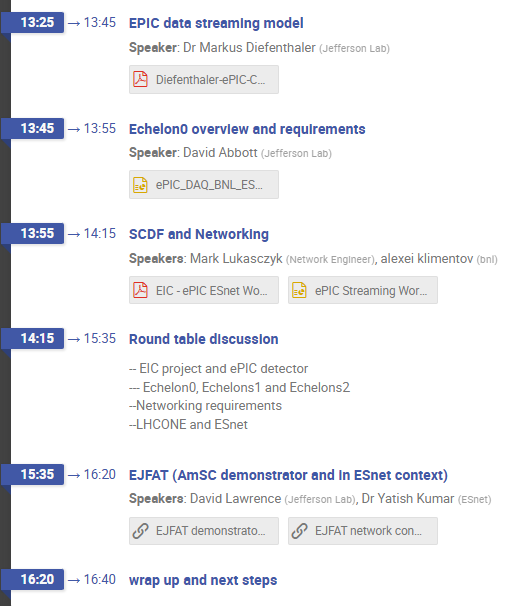 13:25 → 13:45 EPIC data streaming model
Speaker: Dr Markus Diefenthaler (Jefferson Lab)
Diefenthaler-ePIC-C...
13:45 → 13:55 Echelon0 overview and requirements
Speaker: David Abbott (Jefferson Lab)
ePIC_DAQ_BNL_ES...
13:55 → 14:15 SCDF and Networking
Speakers: Mark Lukasczyk (Network Engineer), alexei klimentov (bnl)
EIC - ePIC ESnet Wo... ePIC Streaming Wor...
14:15 → 15:35 Round table discussion
-- EIC project and ePIC detector
--- Echelon0, Echelons1 and Echelons2
--Networking requirements
--LHCONE and ESnet
15:35 → 16:20 EJFAT (AmSC demonstrator and in ESnet context)
Speakers: David Lawrence (Jefferson Lab), Dr Yatish Kumar (ESnet)
EJFAT demonstrato... EJFAT network con...
16:20 → 16:40 wrap up and next steps